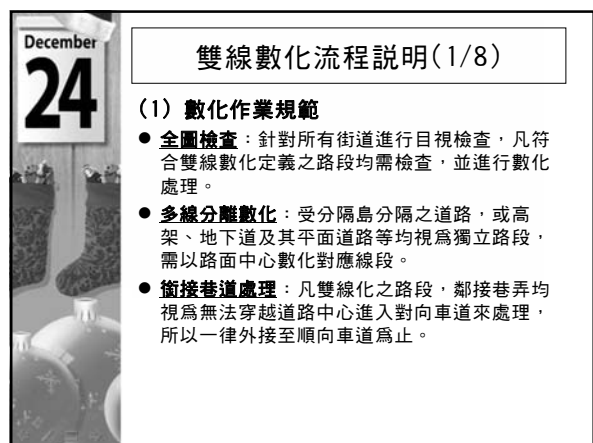 December
24
雙線數化流程說明(1/8)
(1) 數化作業規範
● 全圖檢查：針對所有街道進行目視檢查，凡符
合雙線數化定義之路段均需檢查，並進行數化
處理。
● 多線分離數化：受分隔島分隔之道路，或高
架、地下道及其平面道路等均視為獨立路段，
需以路面中心數化對應線段。
● 銜接巷道處理：凡雙線化之路段，鄰接巷弄均
視為無法穿越道路中心進入對向車道來處理，
所以一律外接至順向車道為止。